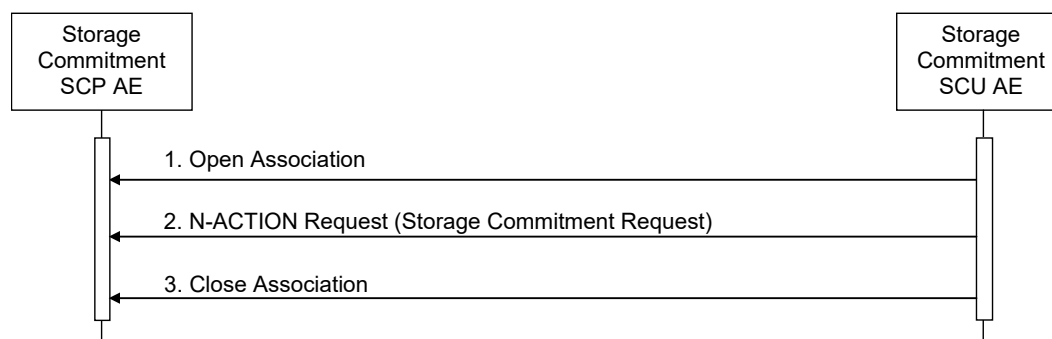 Storage
Commitment
SCP AE
Storage
Commitment
SCU AE
1. Open Association
2. N-ACTION Request (Storage Commitment Request)
3. Close Association